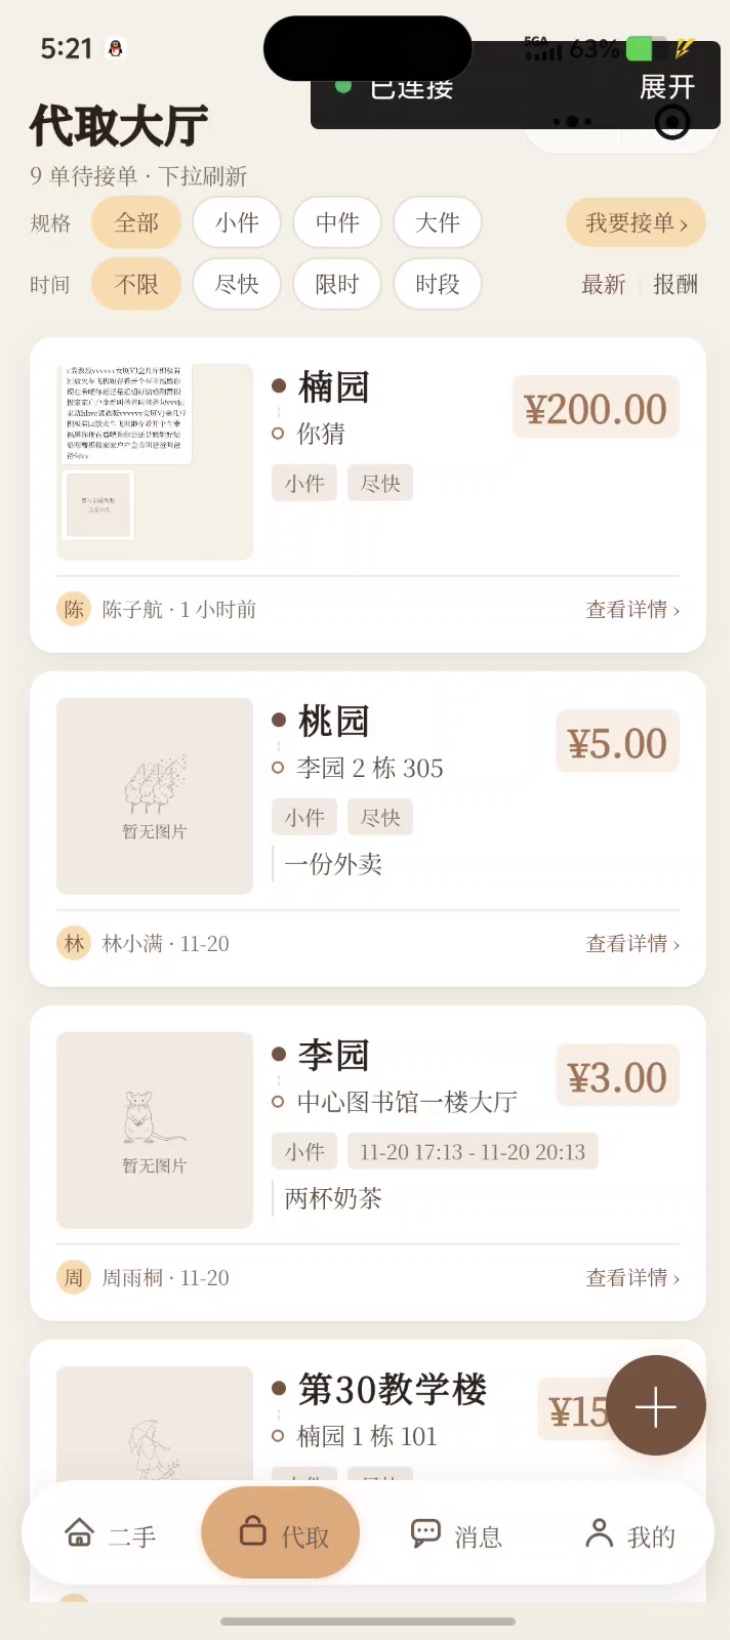 5:21
5GA 63%
已连接 展开
代取大厅
9 单待接单 · 下拉刷新
规格 全部 小件 中件 大件 我要接单 ›
时间 不限 尽快 限时 时段 最新 报酬
楠园
¥200.00
你猜
小件 尽快
陈 陈子航 · 1 小时前 查看详情 ›
桃园
¥5.00
李园 2 栋 305
小件 尽快
暂无图片
一份外卖
林 林小满 · 11-20 查看详情 ›
李园
¥3.00
中心图书馆一楼大厅
小件 11-20 17:13 - 11-20 20:13
暂无图片
两杯奶茶
周 周雨桐 · 11-20 查看详情 ›
第30教学楼
¥15
楠园 1 栋 101
二手 代取 消息 我的